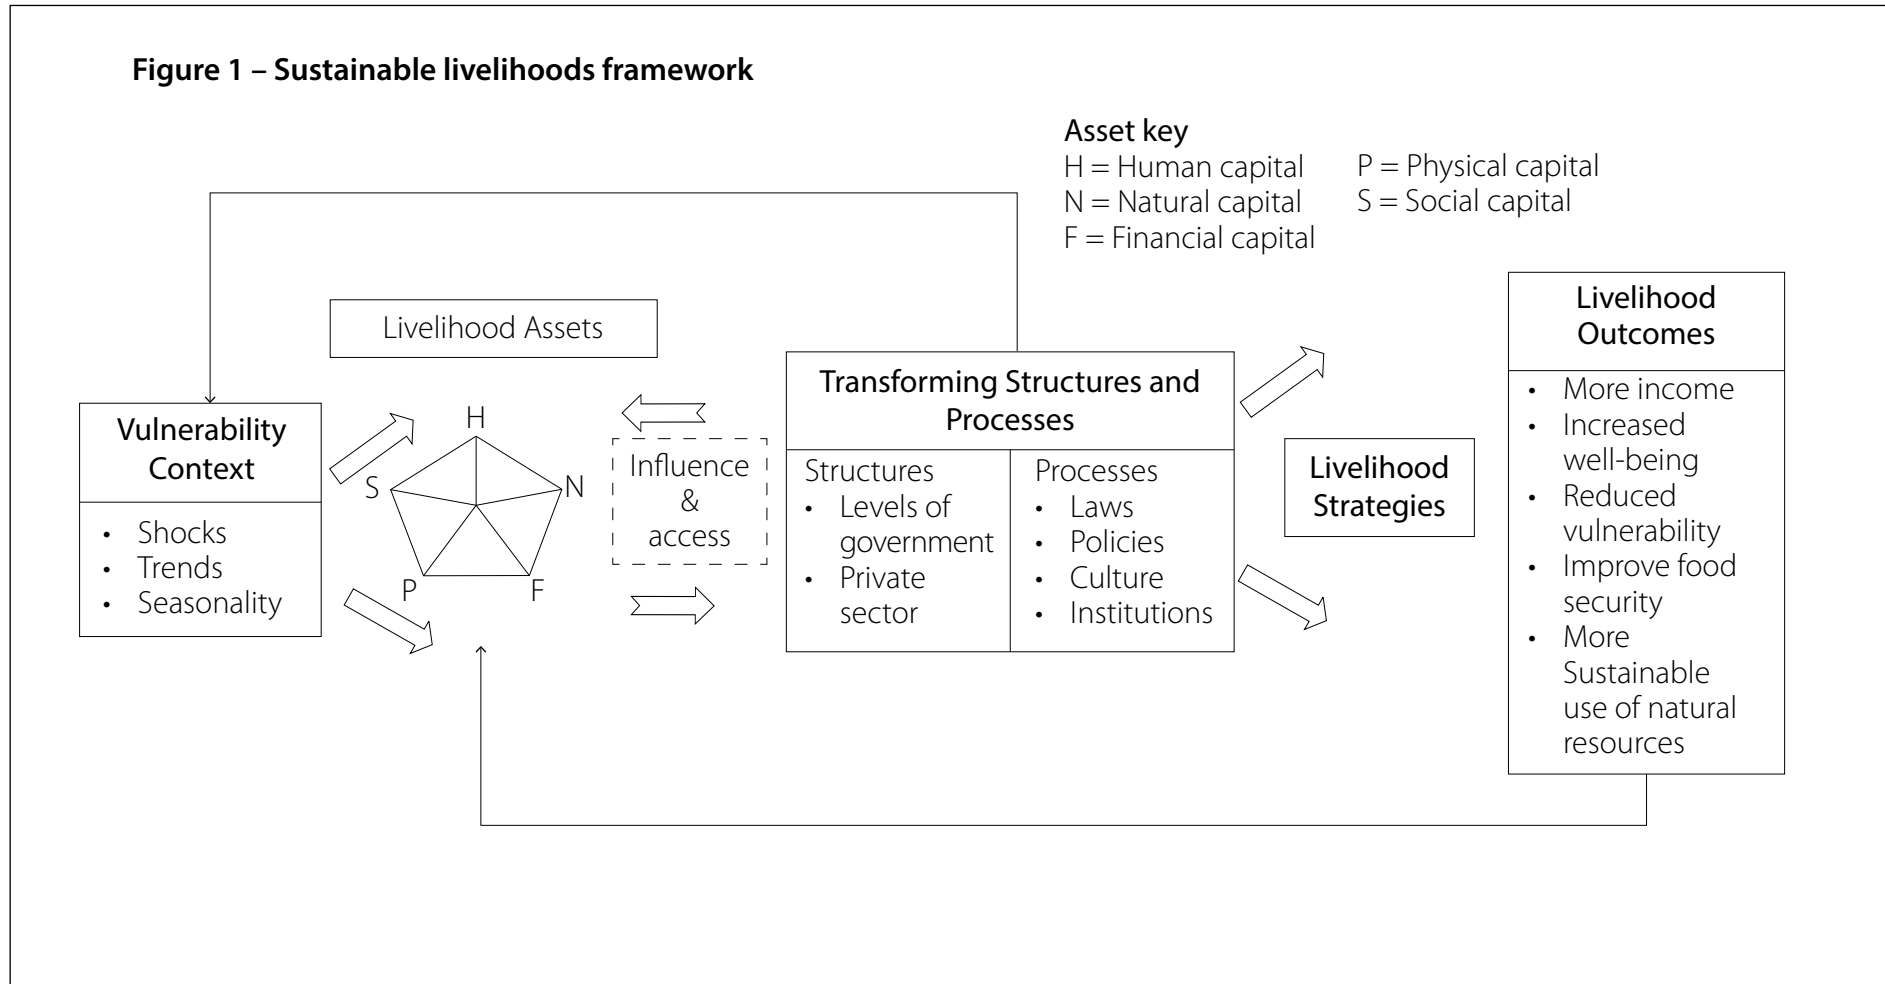 Figure 1 – Sustainable livelihoods framework
Asset key
H = Human capital
P = Physical capital
N = Natural capital
S = Social capital
F = Financial capital
Livelihood Assets
Vulnerability
Context
• Shocks
• Trends
• Seasonality
H
S
N
P
F
Influence
&
access
Transforming Structures and
Processes
Structures
• Levels of
government
• Private
sector
Processes
• Laws
• Policies
• Culture
• Institutions
Livelihood
Strategies
Livelihood
Outcomes
• More income
• Increased
well-being
• Reduced
vulnerability
• Improve food
security
• More
Sustainable
use of natural
resources